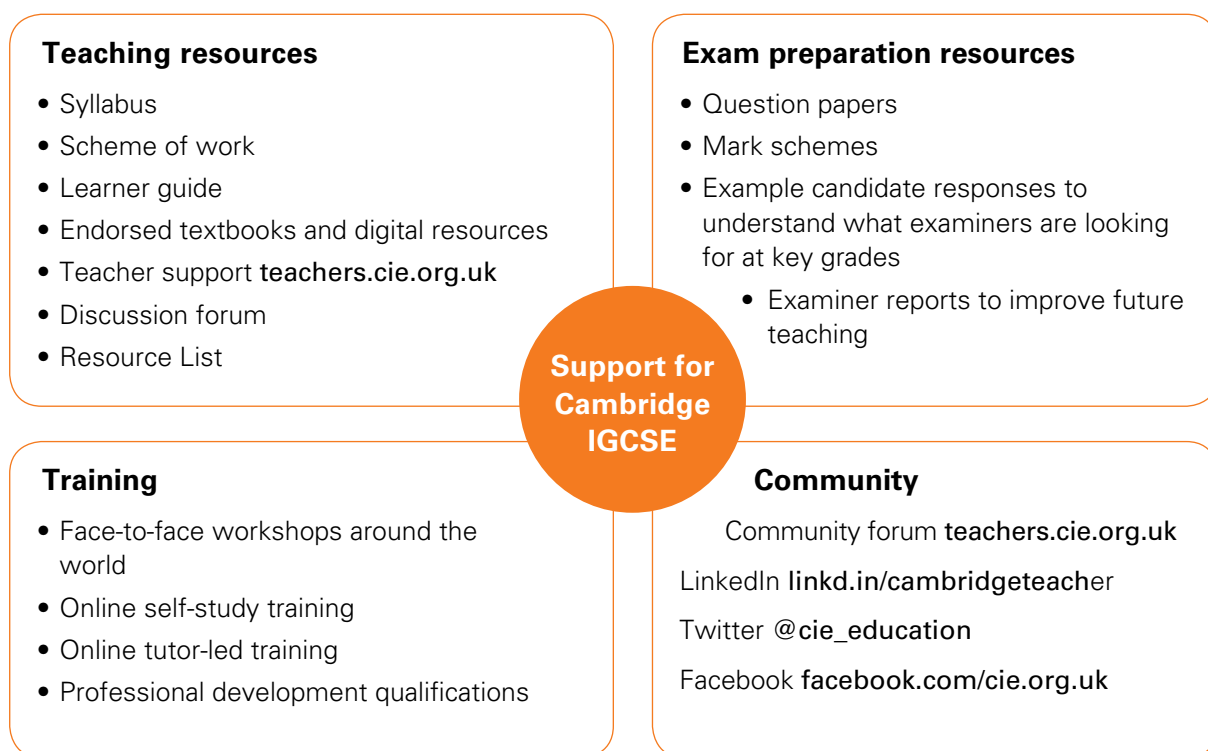 Teaching resources
• Syllabus
• Scheme of work
• Learner guide
• Endorsed textbooks and digital resources
• Teacher support teachers.cie.org.uk
• Discussion forum
• Resource List
Exam preparation resources
• Question papers
• Mark schemes
• Example candidate responses to
understand what examiners are looking
for at key grades
• Examiner reports to improve future
teaching
Support for
Cambridge
IGCSE
Training
• Face-to-face workshops around the
world
• Online self-study training
• Online tutor-led training
• Professional development qualifications
Community
Community forum teachers.cie.org.uk
LinkedIn linkd.in/cambridgeteacher
Twitter @cie_education
Facebook facebook.com/cie.org.uk